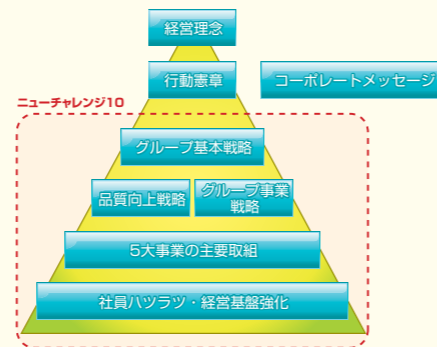 経営理念
行動憲章
コーポレートメッセージ
ニューチャレンジ10
グループ基本戦略
品質向上戦略
グループ事業
戦略
5大事業の主要取組
社員ハツラツ・経営基盤強化